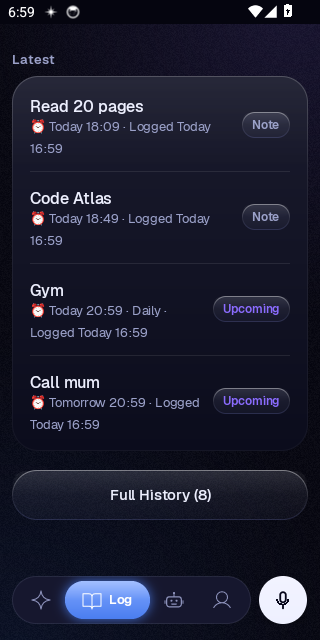 6:59
Latest
Read 20 pages
⏰ Today 18:09 · Logged Today
16:59
Note
Code Atlas
⏰ Today 18:49 · Logged Today
16:59
Note
Gym
⏰ Today 20:59 · Daily ·
Logged Today 16:59
Upcoming
Call mum
⏰ Tomorrow 20:59 · Logged
Today 16:59
Upcoming
Full History (8)
Log